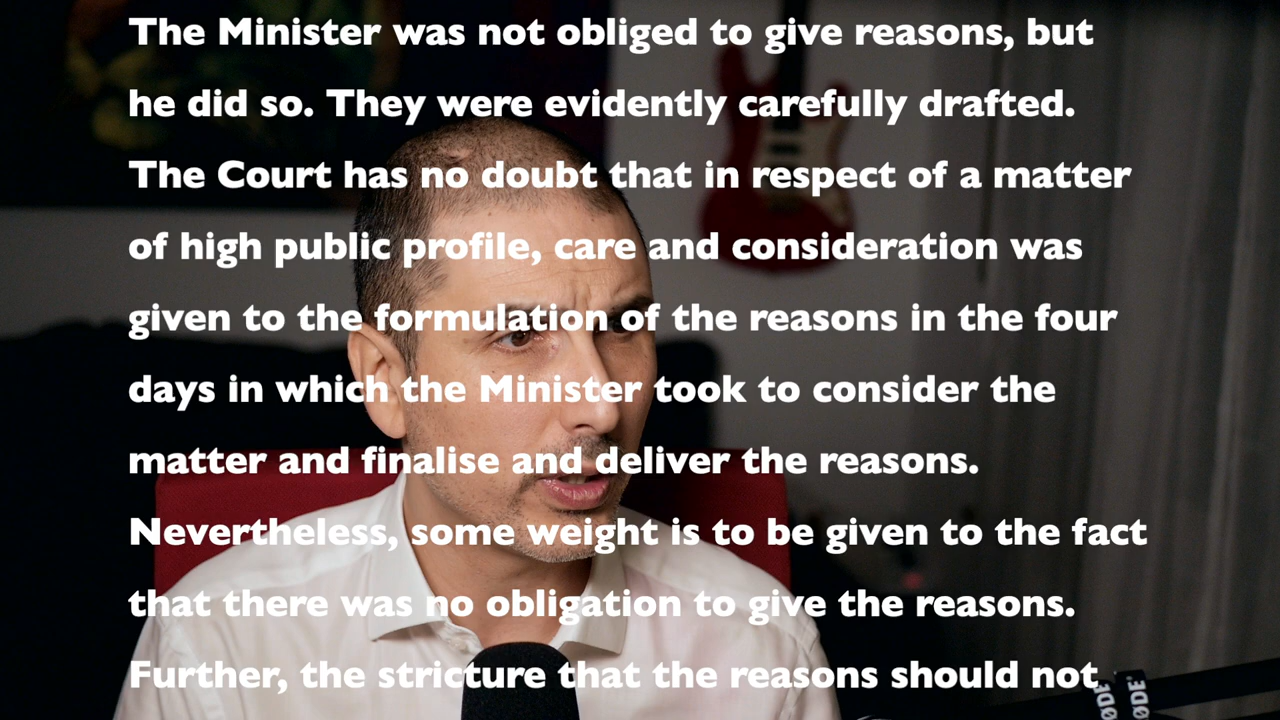 The Minister was not obliged to give reasons, but
he did so. They were evidently carefully drafted.
The Court has no doubt that in respect of a matter
of high public profile, care and consideration was
given to the formulation of the reasons in the four
days in which the Minister took to consider the
matter and finalise and deliver the reasons.
Nevertheless, some weight is to be given to the fact
that there was no obligation to give the reasons.
Further, the stricture that the reasons should not